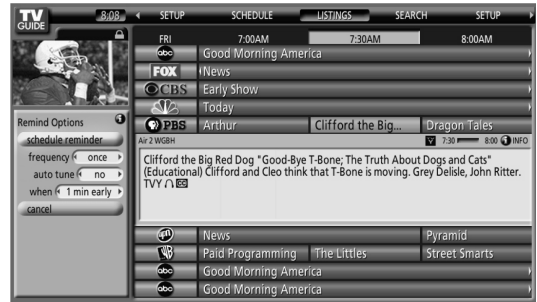 TV
GUIDE
8:08
SETUP SCHEDULE LISTINGS SEARCH SETUP
FRI 7:00AM 7:30AM 8:00AM
abc Good Morning America
FOX News
CBS Early Show
Today
PBS Arthur Clifford the Big... Dragon Tales
Air 2 WGBH V 7:30 8:00 i INFO
Clifford the Big Red Dog "Good-Bye T-Bone; The Truth About Dogs and Cats"
(Educational) Clifford and Cleo think that T-Bone is moving. Grey Delisle, John Ritter.
TVY CC
Remind Options i
schedule reminder
frequency once
auto tune no
when 1 min early
cancel
News Pyramid
WB Paid Programming The Littles Street Smarts
abc Good Morning America
abc Good Morning America